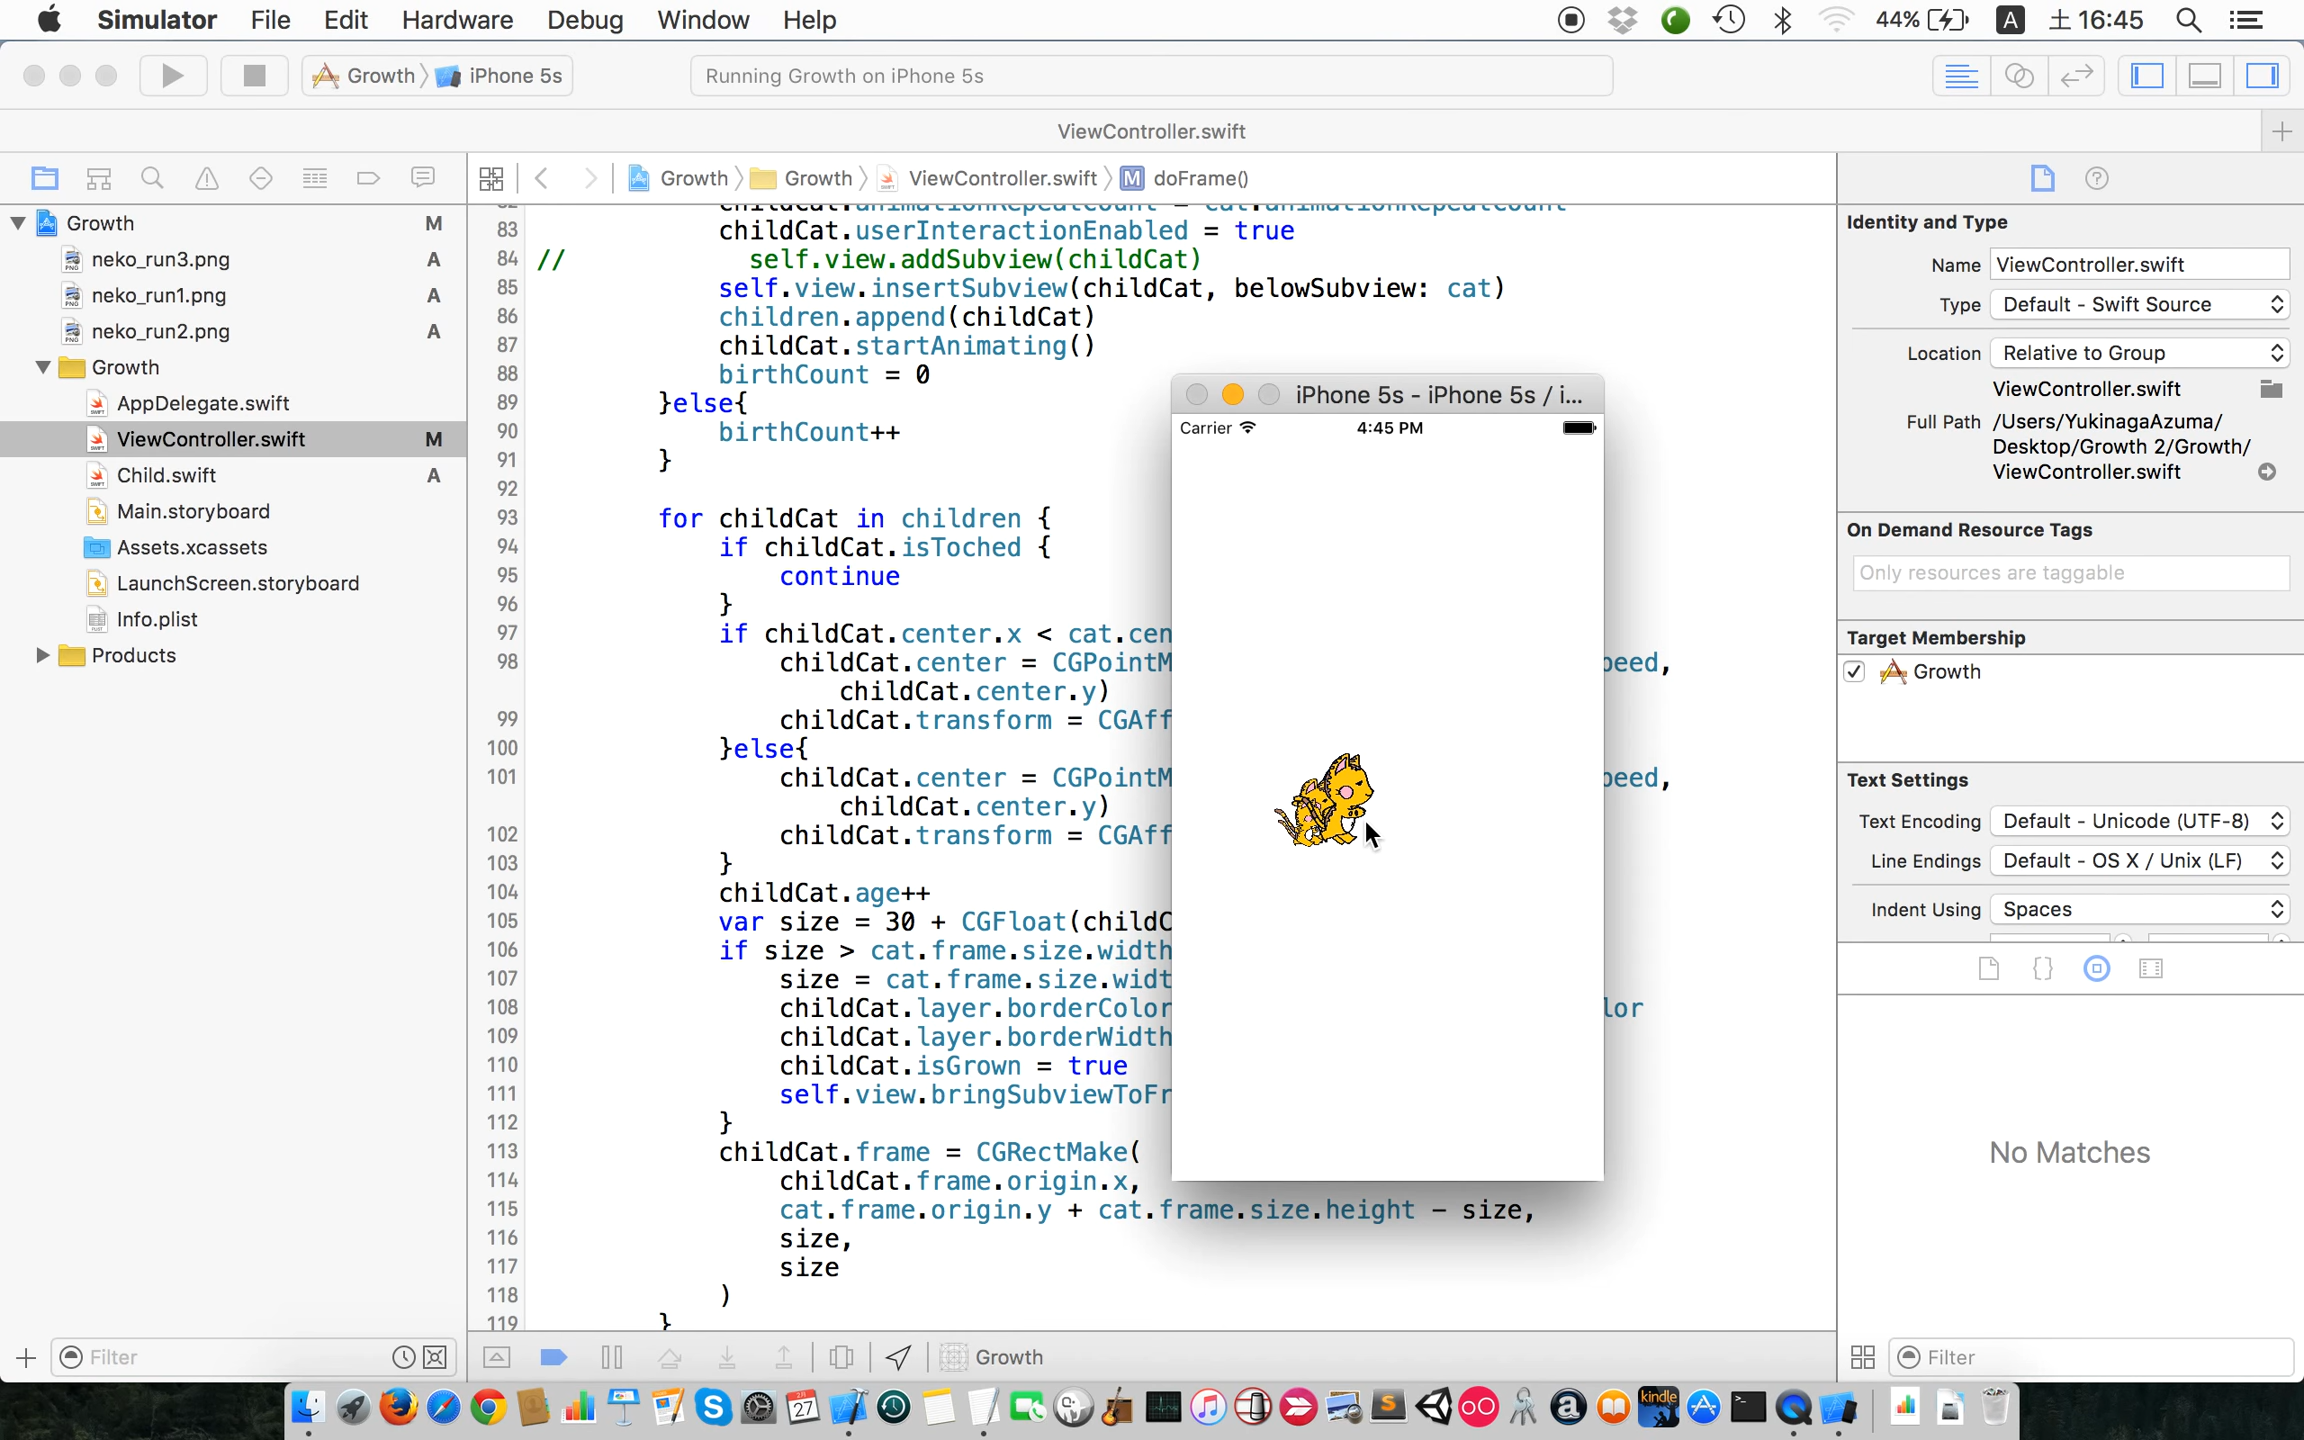 Simulator File Edit Hardware Debug Window Help 44% A 土 16:45
Growth iPhone 5s Running Growth on iPhone 5s
ViewController.swift
Growth Growth ViewController.swift M doFrame()
Growth M
neko_run3.png A
neko_run1.png A
neko_run2.png A
Growth
AppDelegate.swift
ViewController.swift M
Child.swift A
Main.storyboard
Assets.xcassets
LaunchScreen.storyboard
Info.plist
Products
Filter
82 childCat.animationRepeatCount = cat.animationRepeatCount
83 childCat.userInteractionEnabled = true
84 // self.view.addSubview(childCat)
85 self.view.insertSubview(childCat, belowSubview: cat)
86 children.append(childCat)
87 childCat.startAnimating()
88 birthCount = 0
89 }else{
90 birthCount++
91 }
92
93 for childCat in children {
94 if childCat.isToched {
95 continue
96 }
97 if childCat.center.x < cat.cen
98 childCat.center = CGPointM peed,
childCat.center.y)
99 childCat.transform = CGAff
100 }else{
101 childCat.center = CGPointM peed,
childCat.center.y)
102 childCat.transform = CGAff
103 }
104 childCat.age++
105 var size = 30 + CGFloat(childC
106 if size > cat.frame.size.width
107 size = cat.frame.size.widt
108 childCat.layer.borderColor lor
109 childCat.layer.borderWidth
110 childCat.isGrown = true
111 self.view.bringSubviewToFr
112 }
113 childCat.frame = CGRectMake(
114 childCat.frame.origin.x,
115 cat.frame.origin.y + cat.frame.size.height - size,
116 size,
117 size
118 )
119 }
Growth
iPhone 5s - iPhone 5s / i...
Carrier 4:45 PM
Identity and Type
Name ViewController.swift
Type Default - Swift Source
Location Relative to Group
ViewController.swift
Full Path /Users/YukinagaAzuma/
Desktop/Growth 2/Growth/
ViewController.swift
On Demand Resource Tags
Only resources are taggable
Target Membership
Growth
Text Settings
Text Encoding Default - Unicode (UTF-8)
Line Endings Default - OS X / Unix (LF)
Indent Using Spaces
{}
No Matches
Filter
2月
27
S
S
a
kindle